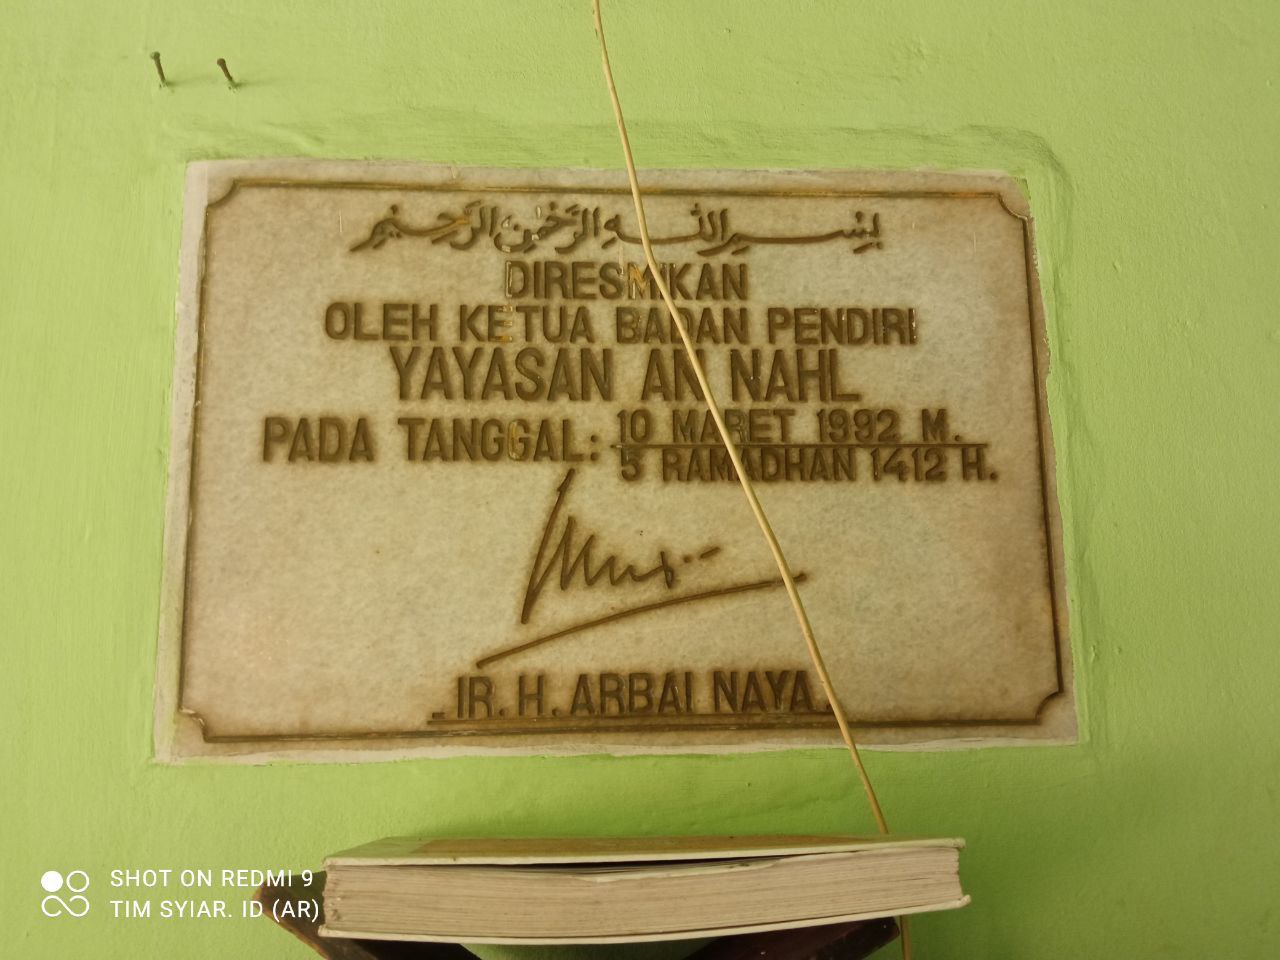 بِسْمِ اللهِ الرَّحْمٰنِ الرَّحِيْمِ
DIRESMIKAN
OLEH KETUA BADAN PENDIRI
YAYASAN AN NAHL
PADA TANGGAL: 10 MARET 1992 M.
5 RAMADHAN 1412 H.
IR. H. ARBAI NAYA
SHOT ON REDMI 9
TIM SYIAR. ID (AR)